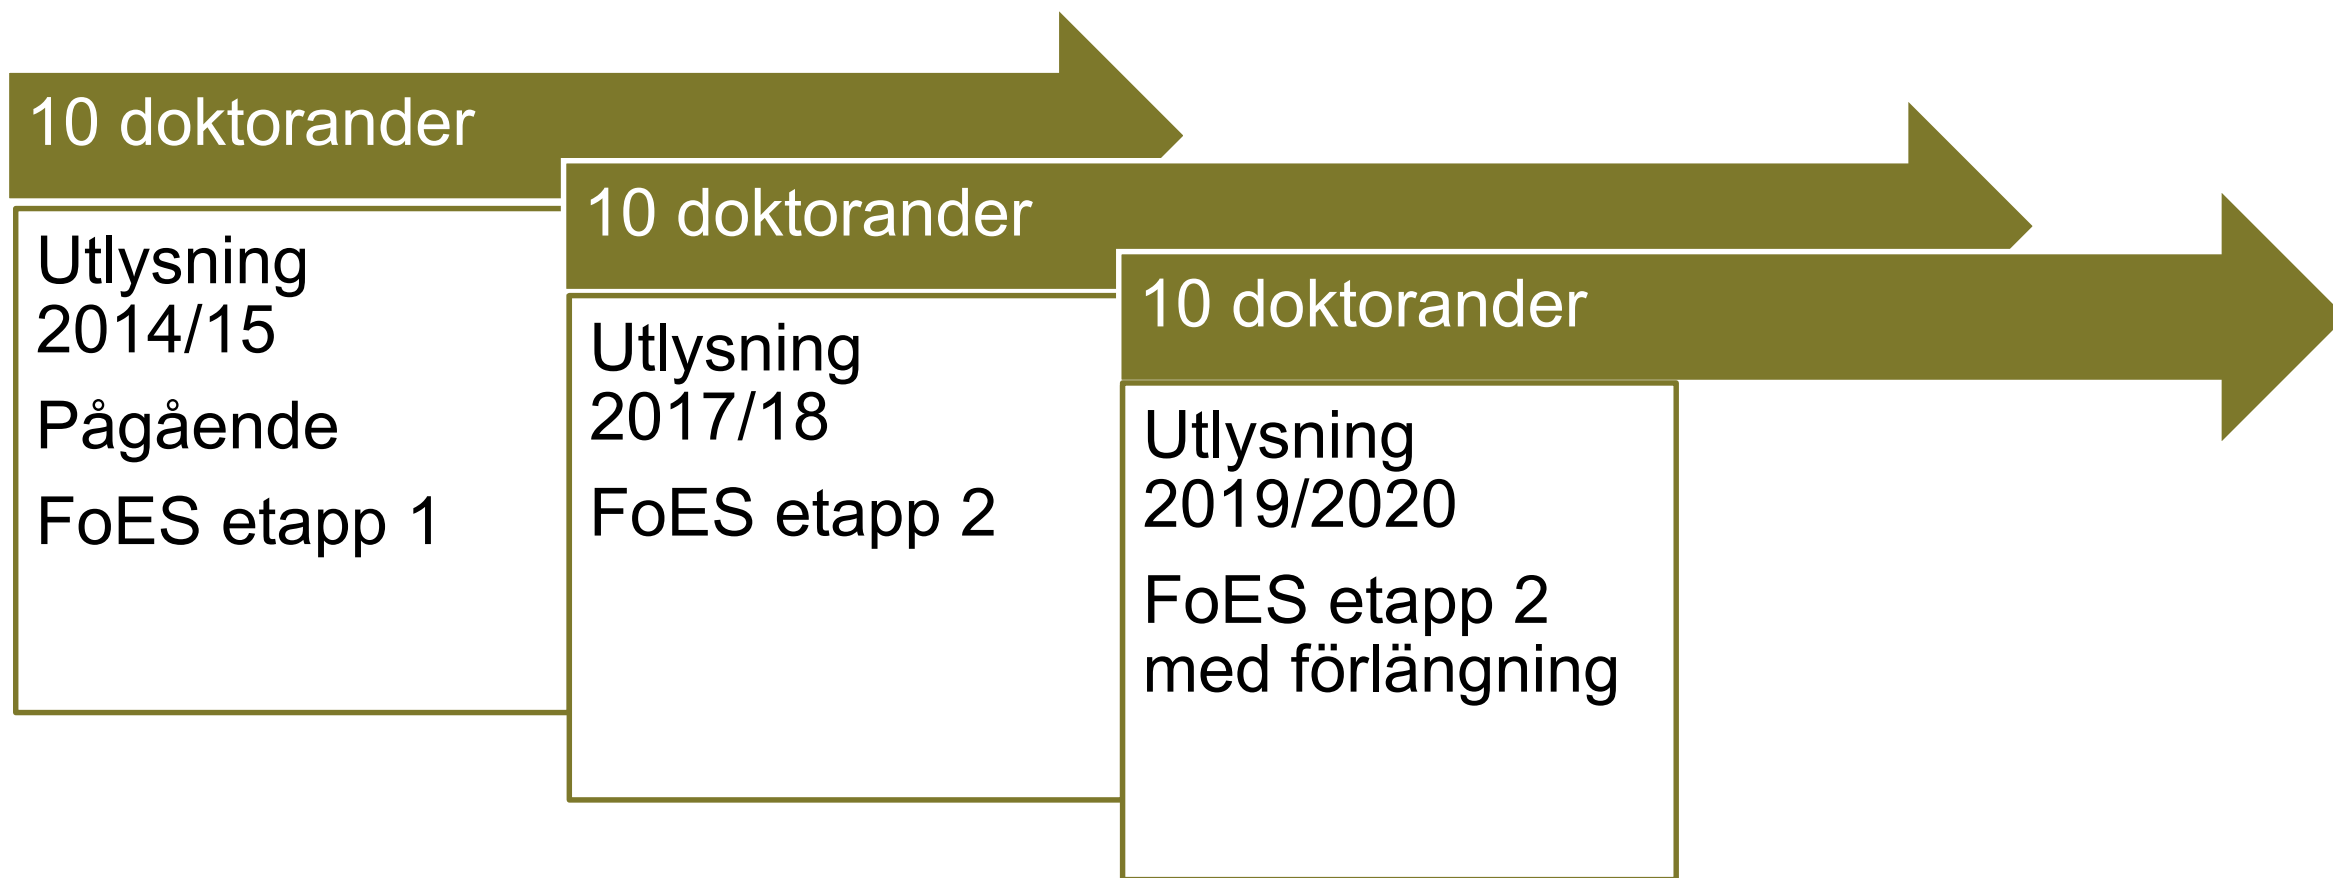 10 doktorander
Utlysning
2014/15
Pågående
FoES etapp 1
10 doktorander
Utlysning
2017/18
FoES etapp 2
10 doktorander
Utlysning
2019/2020
FoES etapp 2
med förlängning